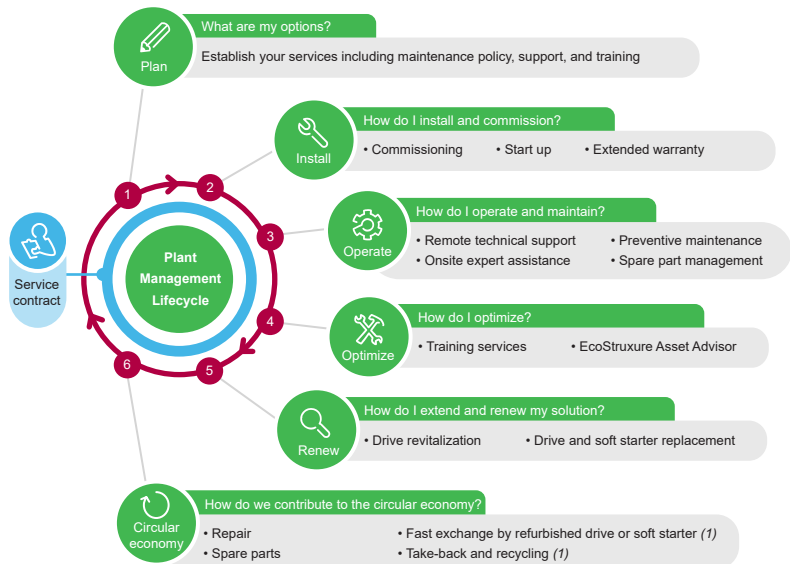 What are my options?
Plan
Establish your services including maintenance policy, support, and training
How do I install and commission?
Install
• Commissioning • Start up • Extended warranty
How do I operate and maintain?
Operate
• Remote technical support • Preventive maintenance
• Onsite expert assistance • Spare part management
How do I optimize?
Optimize
• Training services • EcoStruxure Asset Advisor
How do I extend and renew my solution?
Renew
• Drive revitalization • Drive and soft starter replacement
How do we contribute to the circular economy?
Circular
economy
• Repair • Fast exchange by refurbished drive or soft starter (1)
• Spare parts • Take-back and recycling (1)
1
2
3
4
5
6
Plant
Management
Lifecycle
Service
contract